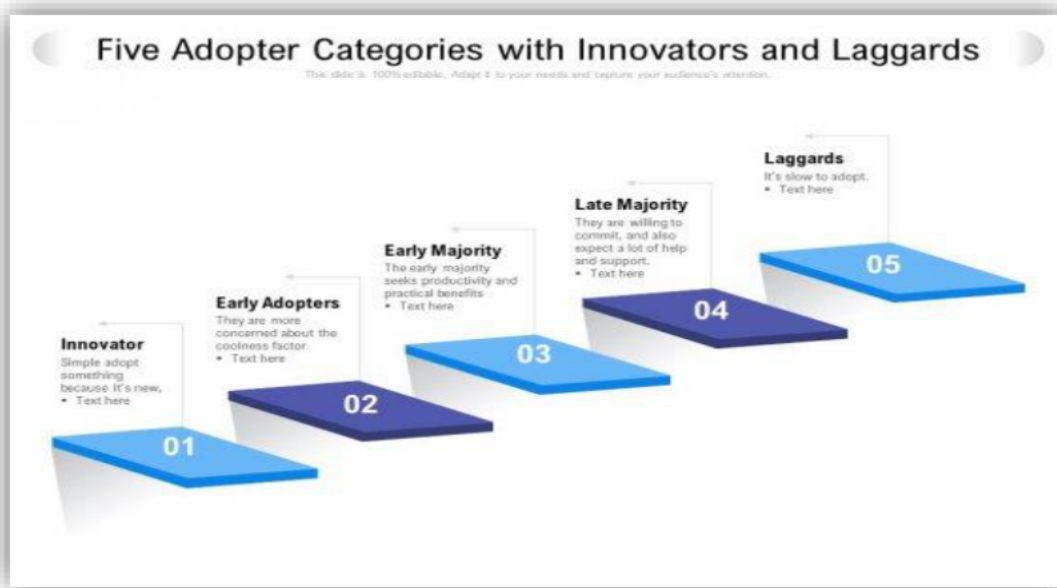 Five Adopter Categories with Innovators and Laggards
This slide is 100% editable. Adapt it to your needs and capture your audience's attention.
Innovator
Simple adopt
something
because it's new,
• Text here
01
Early Adopters
They are more
concerned about the
coolness factor
• Text here
02
Early Majority
The early majority
seeks productivity and
practical benefits
• Text here
03
Late Majority
They are willing to
commit, and also
expect a lot of help
and support.
• Text here
04
Laggards
It's slow to adopt.
• Text here
05